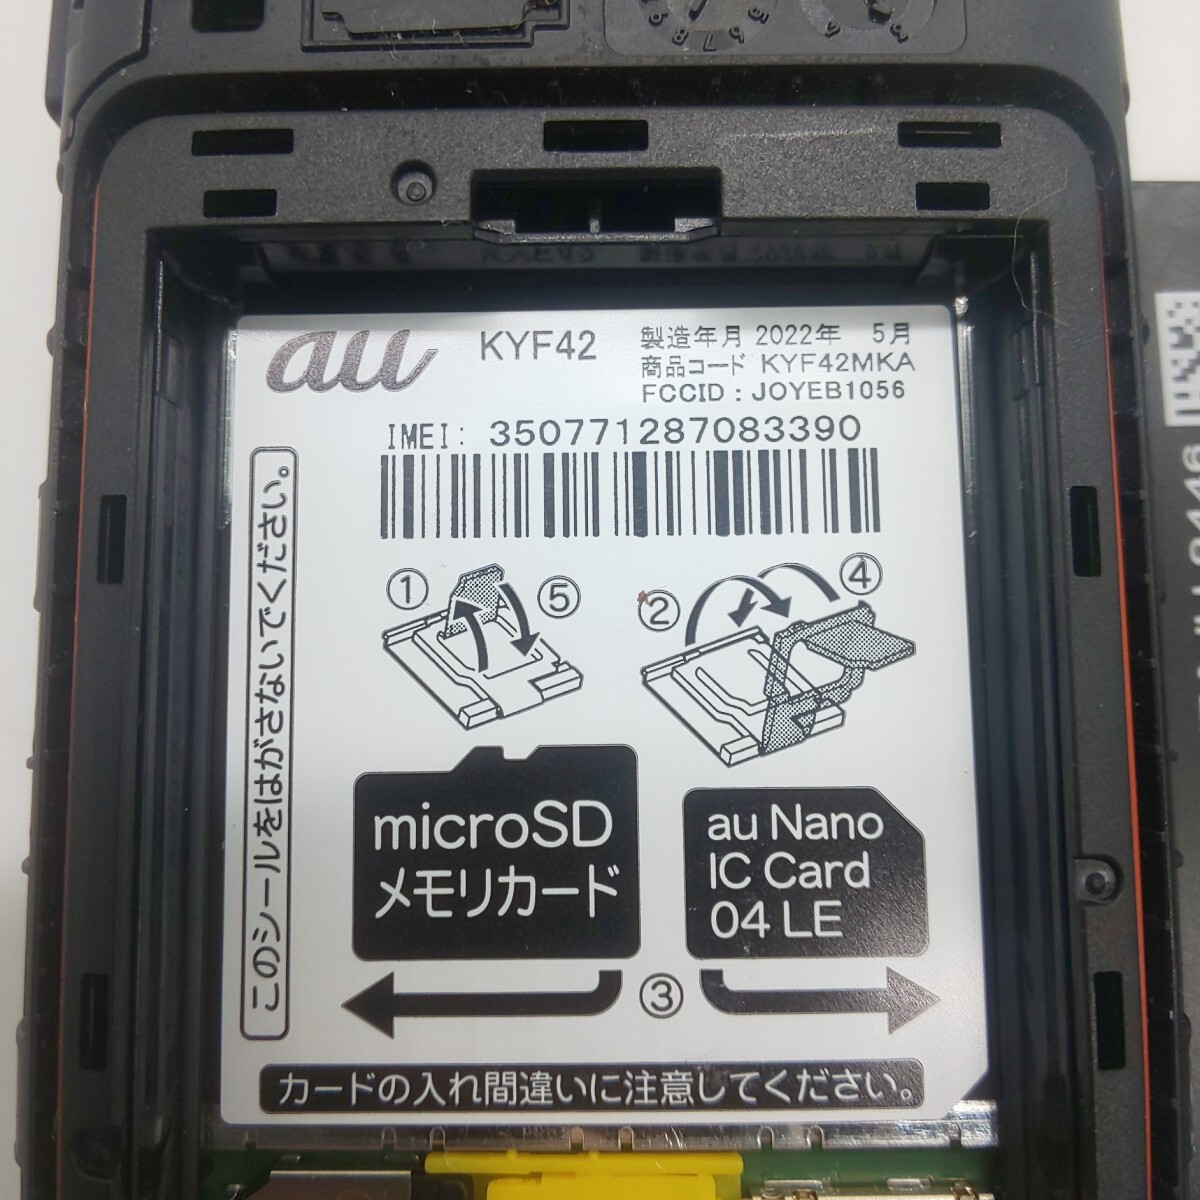 au
KYF42
製造年月 2022年 5月
商品コード KYF42MKA
FCCID : JOYEB1056
IMEI: 350771287083390
このシールをはがさないでください。
① ⑤
② ④
microSD
メモリカード
au Nano
IC Card
04 LE
③
カードの入れ間違いに注意してください。